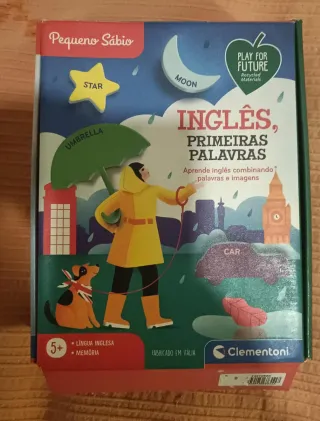 Pequeno Sábio
PLAY FOR
FUTURE
Recycled
Materials
STAR
MOON
UMBRELLA
INGLÊS,
PRIMEIRAS
PALAVRAS
Aprende inglês combinando
palavras e imagens
CAR
5+
• LÍNGUA INGLESA
• MEMÓRIA
FABRICADO EM ITÁLIA
Clementoni